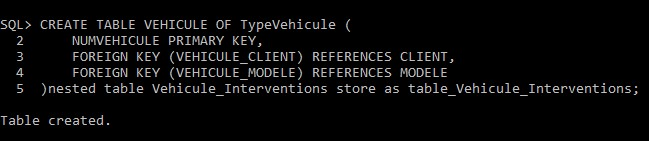 SQL> CREATE TABLE VEHICULE OF TypeVehicule (
  2      NUMVEHICULE PRIMARY KEY,
  3      FOREIGN KEY (VEHICULE_CLIENT) REFERENCES CLIENT,
  4      FOREIGN KEY (VEHICULE_MODELE) REFERENCES MODELE
  5  )nested table Vehicule_Interventions store as table_Vehicule_Interventions;
Table created.